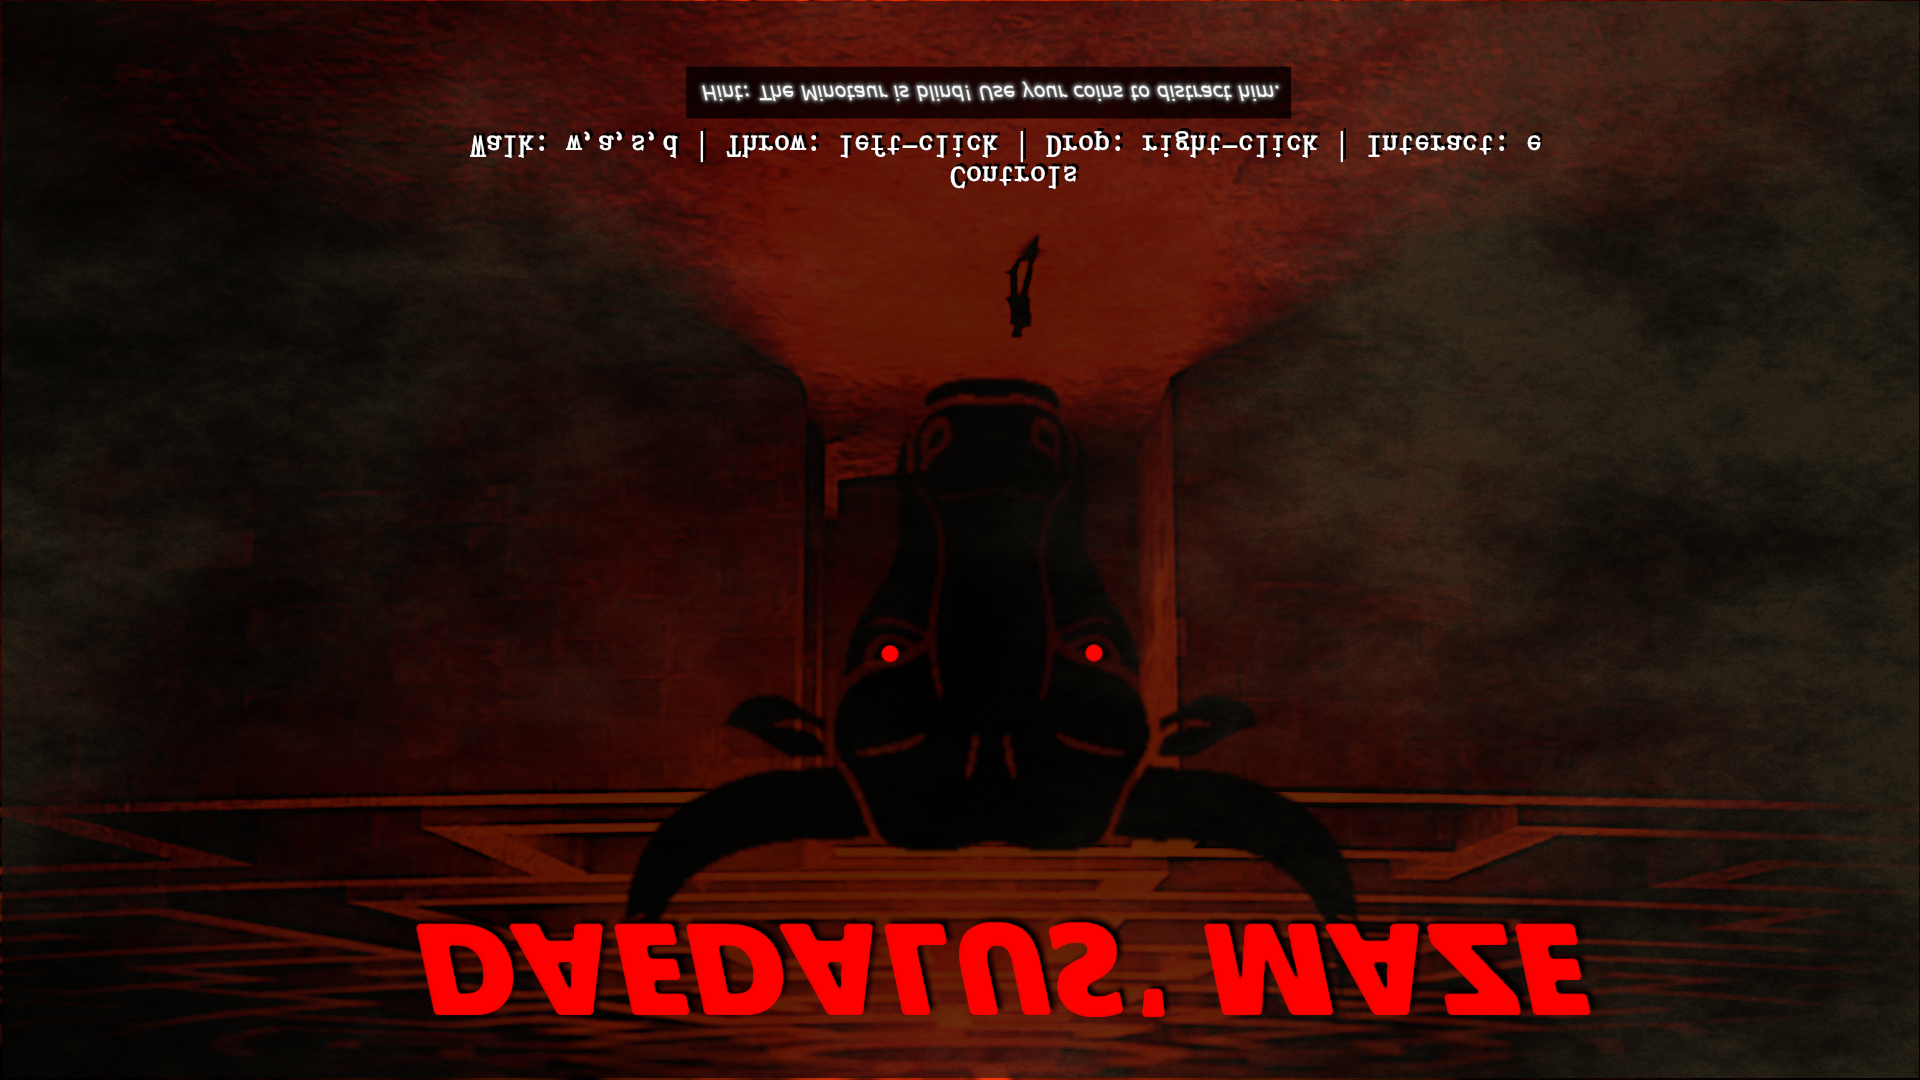 DAEDALUS' MAZE
Controls
Walk: w,a,s,d | Throw: left-click | Drop: right-click | Interact: e
Hint: The Minotaur is blind! Use your coins to distract him.